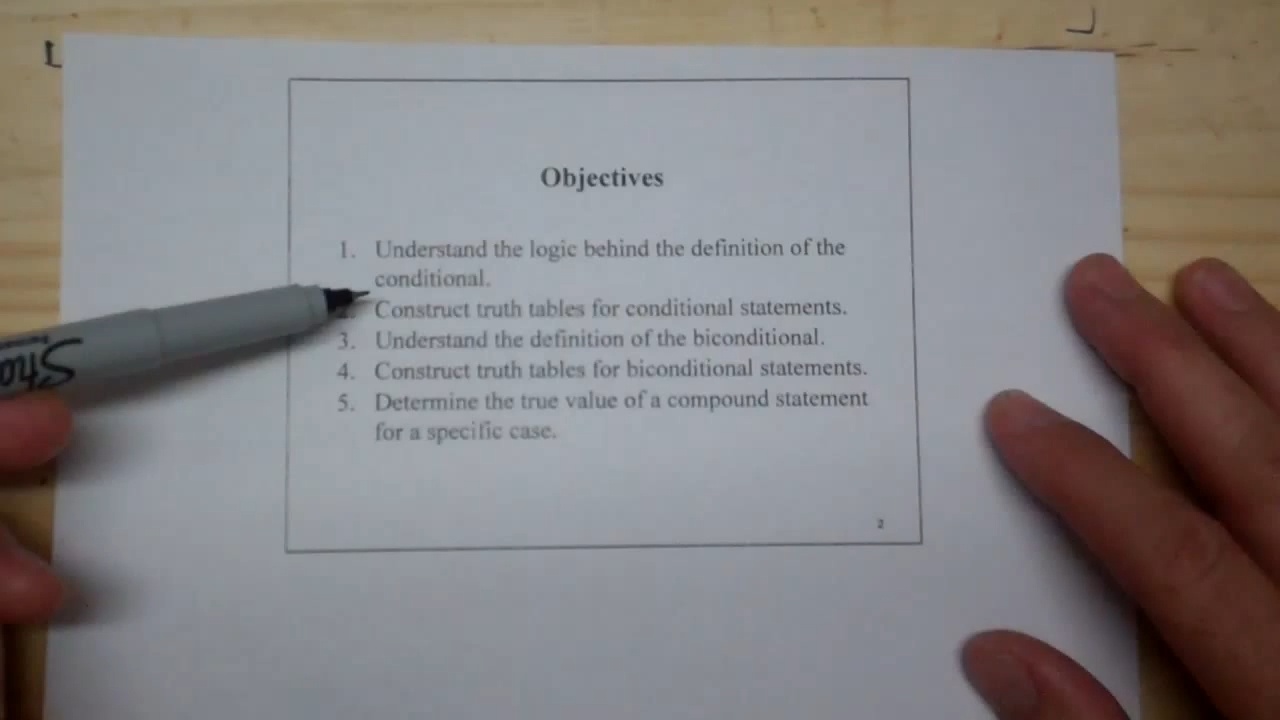 Objectives
1. Understand the logic behind the definition of the
conditional.
Construct truth tables for conditional statements.
3. Understand the definition of the biconditional.
4. Construct truth tables for biconditional statements.
5. Determine the true value of a compound statement
for a specific case.
2
Sha